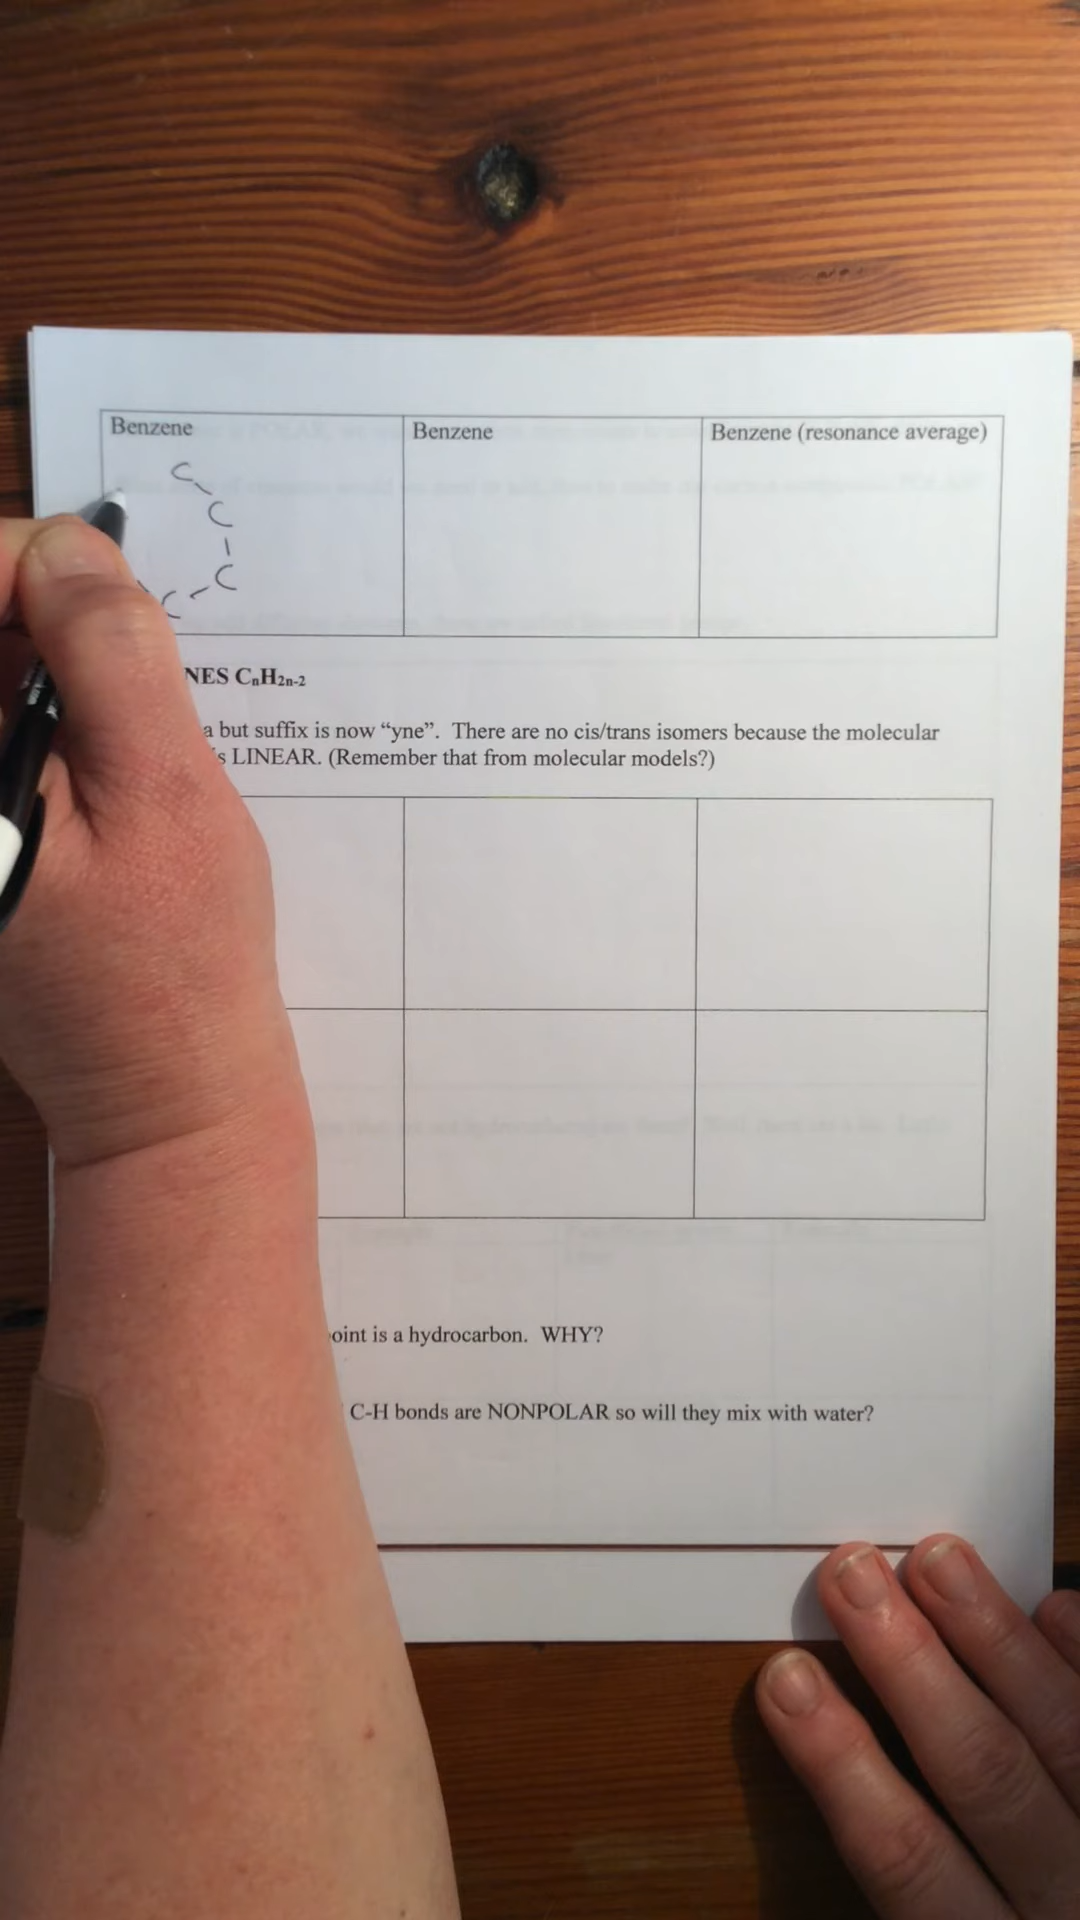 Benzene Benzene Benzene (resonance average)
C
C
C
C
NES CnH2n-2
a but suffix is now “yne”. There are no cis/trans isomers because the molecular
s LINEAR. (Remember that from molecular models?)
oint is a hydrocarbon. WHY?
C-H bonds are NONPOLAR so will they mix with water?